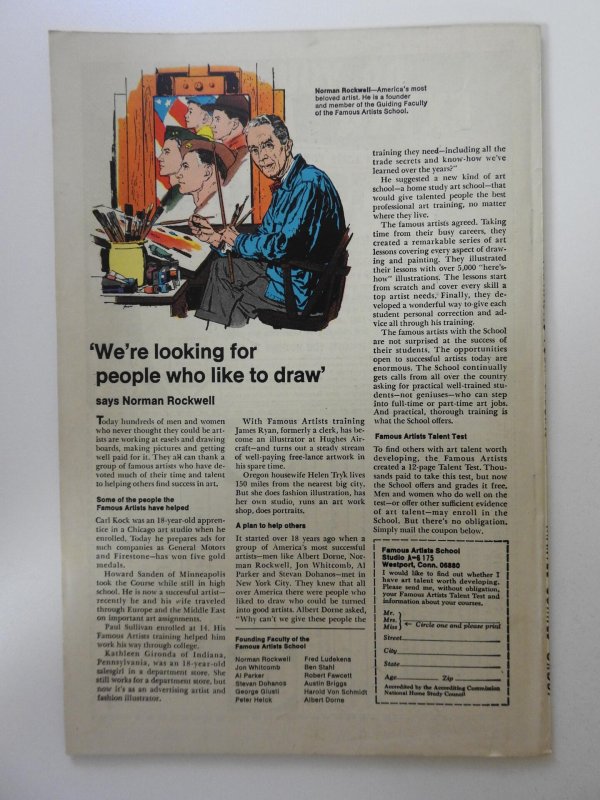 Norman Rockwell—America's most
beloved artist. He is a founder
and member of the Guiding Faculty
of the Famous Artists School.
'We're looking for
people who like to draw'
says Norman Rockwell
Today hundreds of men and women
who never thought they could be art-
ists are working at easels and drawing
boards, making pictures and getting
well paid for it. They all can thank a
group of famous artists who have de-
voted much of their time and talent
to helping others find success in art.
Some of the people the
Famous Artists have helped
Carl Kock was an 18-year-old appren-
tice in a Chicago art studio when he
enrolled. Today he prepares ads for
such companies as General Motors
and Firestone—has won five gold
medals.
Howard Sanden of Minneapolis
took the Course while still in high
school. He is now a successful artist—
recently he and his wife traveled
through Europe and the Middle East
on important art assignments.
Paul Sullivan enrolled at 14. His
Famous Artists training helped him
work his way through college.
Kathleen Gironda of Indiana,
Pennsylvania, was an 18-year-old
salesgirl in a department store. She
still works for a department store, but
now it's as an advertising artist and
fashion illustrator.
With Famous Artists training
James Ryan, formerly a clerk, has be-
come an illustrator at Hughes Air-
craft—and turns out a steady stream
of well-paying free-lance artwork in
his spare time.
Oregon housewife Helen Tryk lives
150 miles from the nearest big city.
But she does fashion illustration, has
her own studio, runs an art work
shop, does portraits.
A plan to help others
It started over 18 years ago when a
group of America's most successful
artists—men like Albert Dorne, Nor-
man Rockwell, Jon Whitcomb, Al
Parker and Stevan Dohanos—met in
New York City. They knew that all
over America there were people who
liked to draw who could be turned
into good artists. Albert Dorne asked,
"Why can't we give these people the
Founding Faculty of the
Famous Artists School
Norman Rockwell
Jon Whitcomb
Al Parker
Stevan Dohanos
George Giusti
Peter Helck
Fred Ludekens
Ben Stahl
Robert Fawcett
Austin Briggs
Harold Von Schmidt
Albert Dorne
training they need—including all the
trade secrets and know-how we've
learned over the years?"
He suggested a new kind of art
school—a home study art school—that
would give talented people the best
professional art training, no matter
where they live.
The famous artists agreed. Taking
time from their busy careers, they
created a remarkable series of art
lessons covering every aspect of draw-
ing and painting. They illustrated
their lessons with over 5,000 "here's-
how" illustrations. The lessons start
from scratch and cover every skill a
top artist needs. Finally, they de-
veloped a wonderful way to give each
student personal correction and ad-
vice all through his training.
The famous artists with the School
are not surprised at the success of
their students. The opportunities
open to successful artists today are
enormous. The School continually
gets calls from all over the country
asking for practical well-trained stu-
dents—not geniuses—who can step
into full-time or part-time art jobs.
And practical, thorough training is
what the School offers.
Famous Artists Talent Test
To find others with art talent worth
developing, the Famous Artists
created a 12-page Talent Test. Thou-
sands paid to take this test, but now
the School offers and grades it free.
Men and women who do well on the
test—or offer other sufficient evidence
of art talent—may enroll in the
School. But there's no obligation.
Simply mail the coupon below.
Famous Artists School
Studio A-6175
Westport, Conn. 06880
I would like to find out whether I
have art talent worth developing.
Please send me, without obligation,
your Famous Artists Talent Test and
information about your courses.
Mr.
Mrs.
Miss ← Circle one and please print
Street
City
State
Age Zip
Accredited by the Accrediting Commission
National Home Study Council